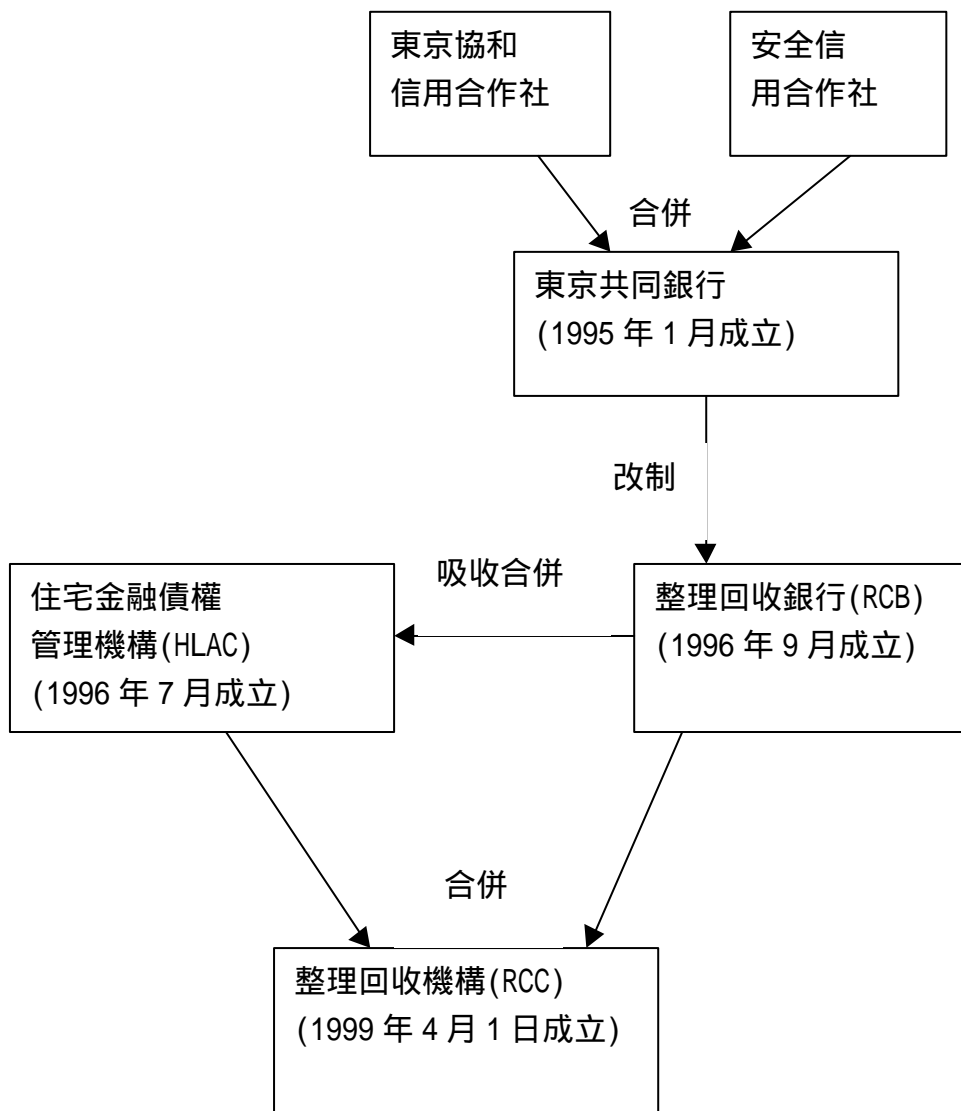 東京協和
信用合作社
安全信
用合作社
合併
東京共同銀行
(1995 年 1 月成立)
改制
吸收合併
住宅金融債權
管理機構(HLAC)
(1996 年 7 月成立)
整理回收銀行(RCB)
(1996 年 9 月成立)
合併
整理回收機構(RCC)
(1999 年 4 月 1 日成立)